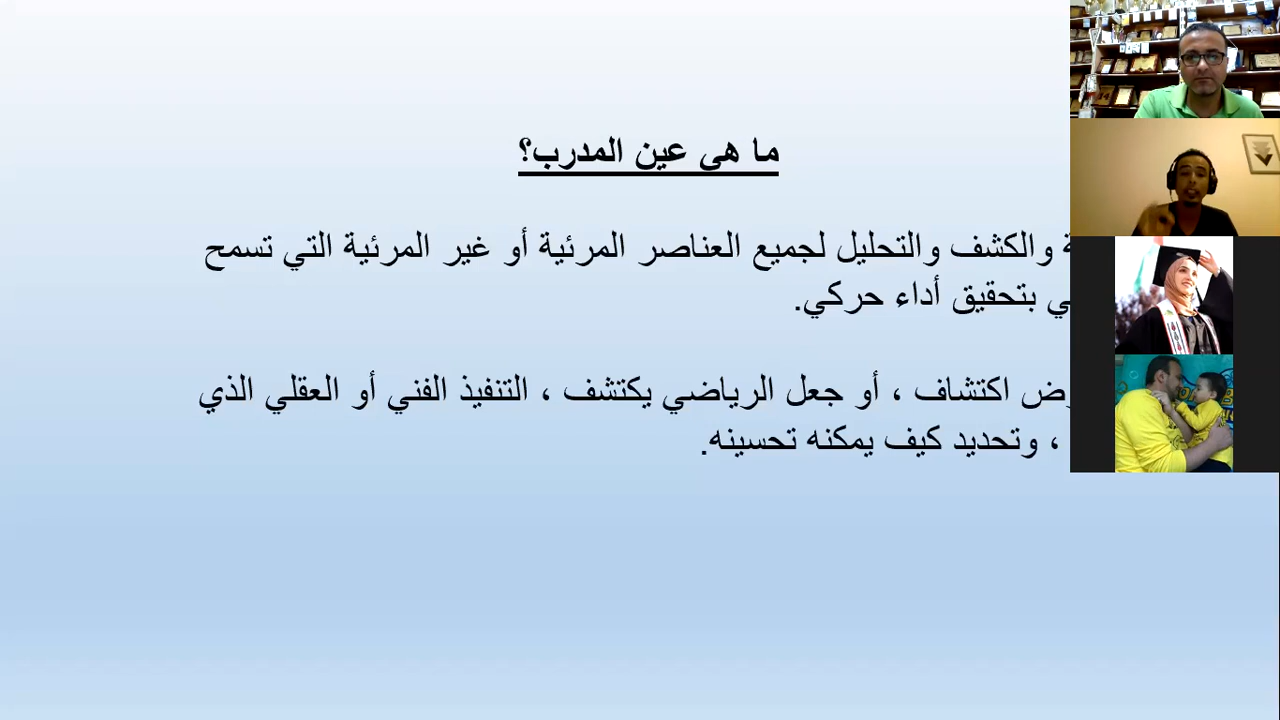 ما هي عين المدرب؟
والكشف والتحليل لجميع العناصر المرئية أو غير المرئية التي تسمح
بتحقيق أداء حركي.
اكتشاف ، أو جعل الرياضي يكتشف ، التنفيذ الفني أو العقلي الذي
، وتحديد كيف يمكنه تحسينه.